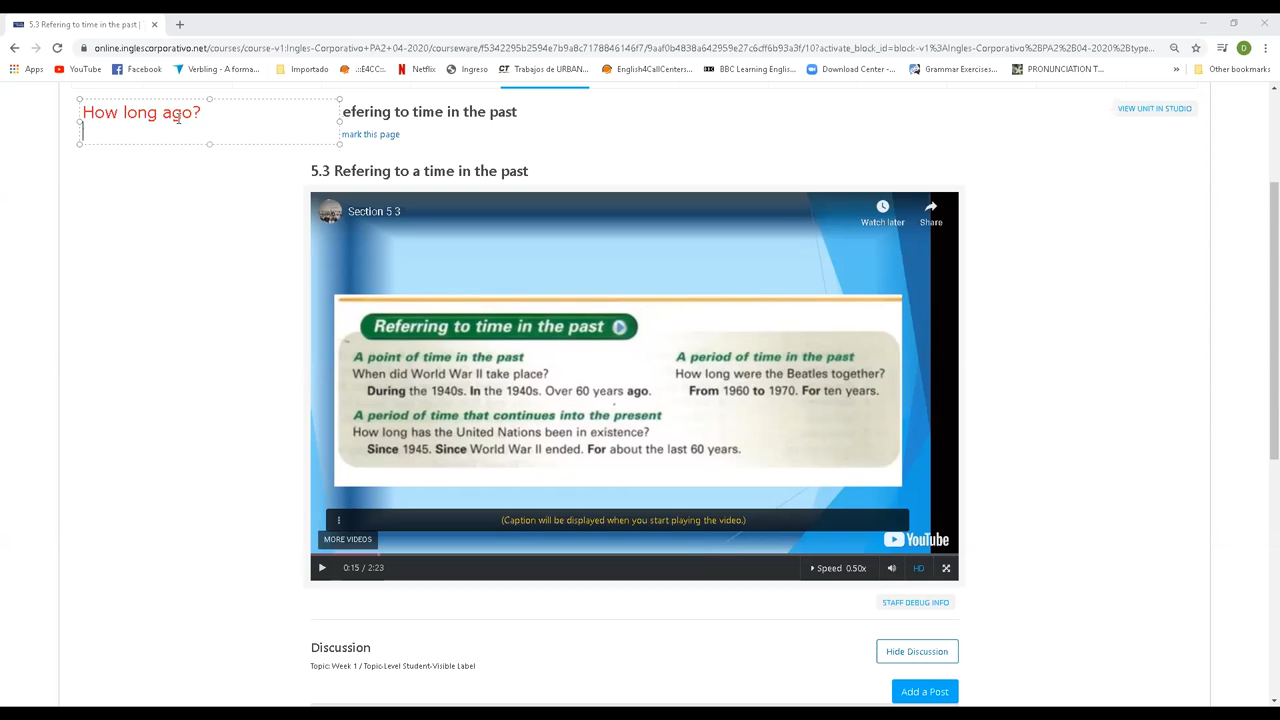 5.3 Refering to time in the past |
online.inglescorporativo.net/courses/course-v1:Ingles-Corporativo+PA2+04-2020/courseware/f5342295b2594e7b9a8c7178846146f7/9aaf0b4838a642959e27c6cf6b93a3f/10?activate_block_id=block-v1%3AIngles-Corporativo%2BPA2%2B04-2020%2Btype...
Apps YouTube Facebook Verbling - A forma... Importado .::E4CC::. Netflix Ingreso Trabajos de URBAN... English4CallCenters... BBC Learning Englis... Download Center -... Grammar Exercises... PRONUNCIATION T... » Other bookmarks
How long ago?
efering to time in the past
VIEW UNIT IN STUDIO
mark this page
5.3 Refering to a time in the past
Section 5 3
Watch later Share
Referring to time in the past
A point of time in the past
When did World War II take place?
During the 1940s. In the 1940s. Over 60 years ago.
A period of time in the past
How long were the Beatles together?
From 1960 to 1970. For ten years.
A period of time that continues into the present
How long has the United Nations been in existence?
Since 1945. Since World War II ended. For about the last 60 years.
(Caption will be displayed when you start playing the video.)
MORE VIDEOS
YouTube
0:15 / 2:23 Speed 0.50x HD
STAFF DEBUG INFO
Discussion
Hide Discussion
Topic: Week 1 / Topic-Level Student-Visible Label
Add a Post